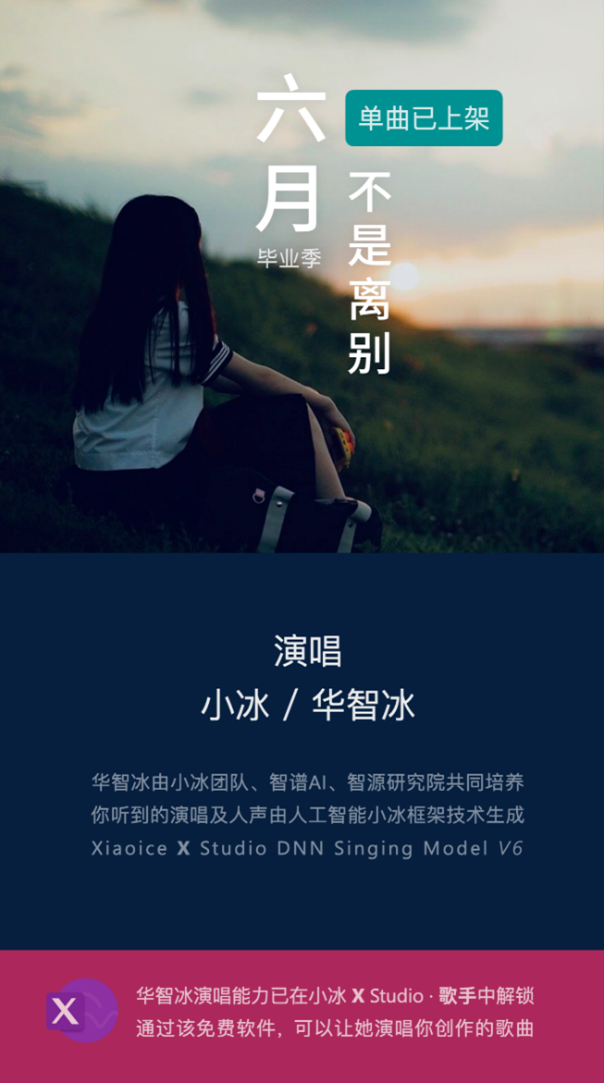 六月
毕业季
单曲已上架
不是离别
演唱
小冰 / 华智冰
华智冰由小冰团队、智谱AI、智源研究院共同培养
你听到的演唱及人声由人工智能小冰框架技术生成
Xiaoice X Studio DNN Singing Model V6
X
华智冰演唱能力已在小冰 X Studio · 歌手中解锁
通过该免费软件，可以让她演唱你创作的歌曲